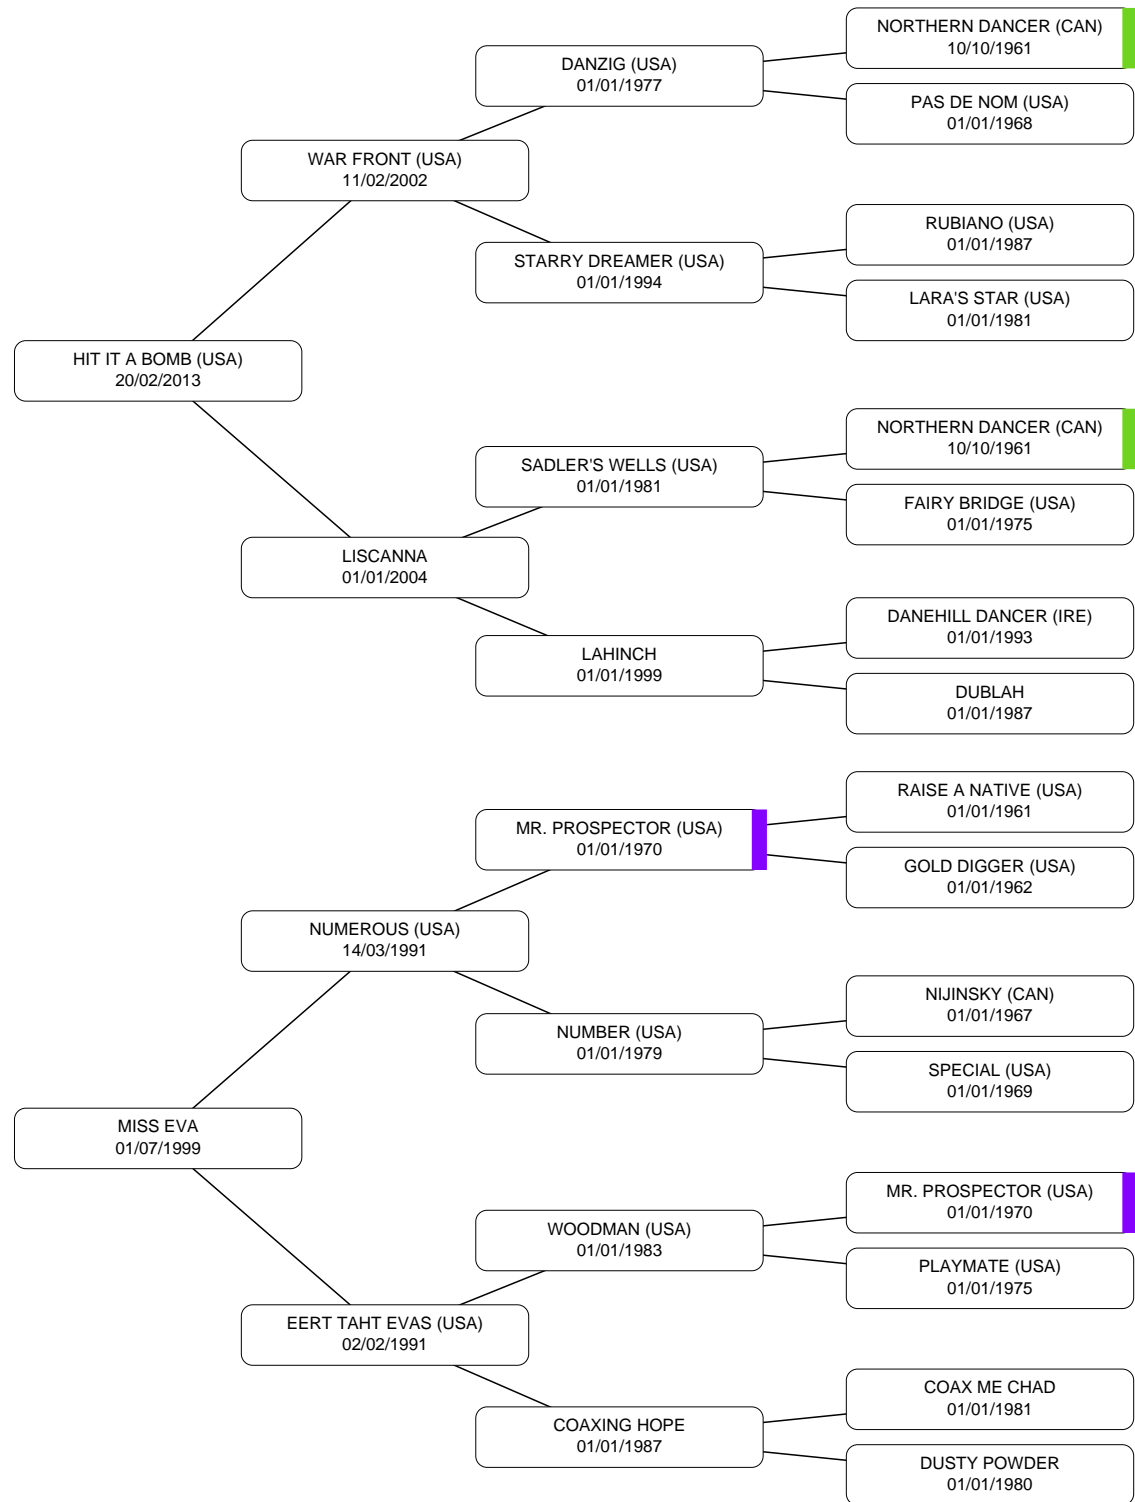 NORTHERN DANCER (CAN)
10/10/1961
DANZIG (USA)
01/01/1977
PAS DE NOM (USA)
01/01/1968
WAR FRONT (USA)
11/02/2002
RUBIANO (USA)
01/01/1987
STARRY DREAMER (USA)
01/01/1994
LARA'S STAR (USA)
01/01/1981
HIT IT A BOMB (USA)
20/02/2013
NORTHERN DANCER (CAN)
10/10/1961
SADLER'S WELLS (USA)
01/01/1981
FAIRY BRIDGE (USA)
01/01/1975
LISCANNA
01/01/2004
DANEHILL DANCER (IRE)
01/01/1993
LAHINCH
01/01/1999
DUBLAH
01/01/1987
RAISE A NATIVE (USA)
01/01/1961
MR. PROSPECTOR (USA)
01/01/1970
GOLD DIGGER (USA)
01/01/1962
NUMEROUS (USA)
14/03/1991
NIJINSKY (CAN)
01/01/1967
NUMBER (USA)
01/01/1979
SPECIAL (USA)
01/01/1969
MISS EVA
01/07/1999
MR. PROSPECTOR (USA)
01/01/1970
WOODMAN (USA)
01/01/1983
PLAYMATE (USA)
01/01/1975
EERT TAHT EVAS (USA)
02/02/1991
COAX ME CHAD
01/01/1981
COAXING HOPE
01/01/1987
DUSTY POWDER
01/01/1980